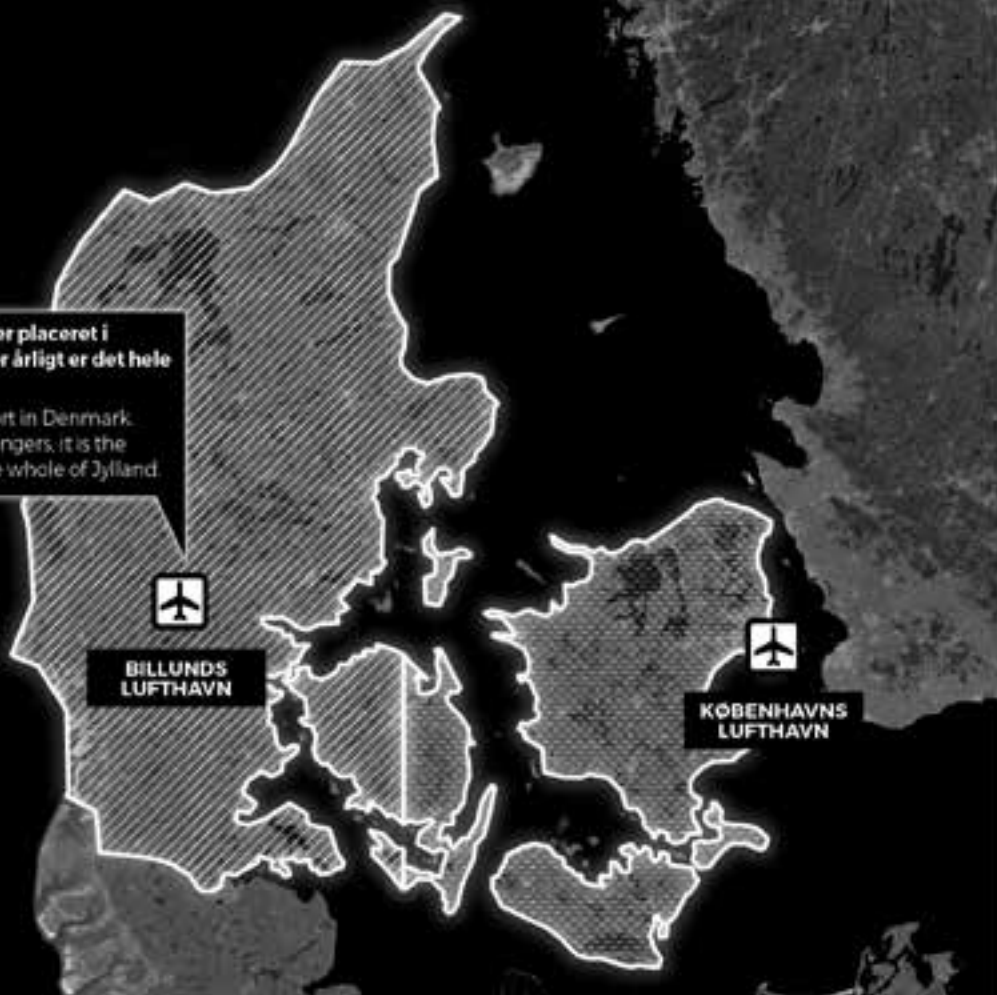 er placeret i
r årligt er det hele
rt in Denmark.
ngers, it is the
e whole of Jylland.
BILLUNDS
LUFTHAVN
KØBENHAVNS
LUFTHAVN